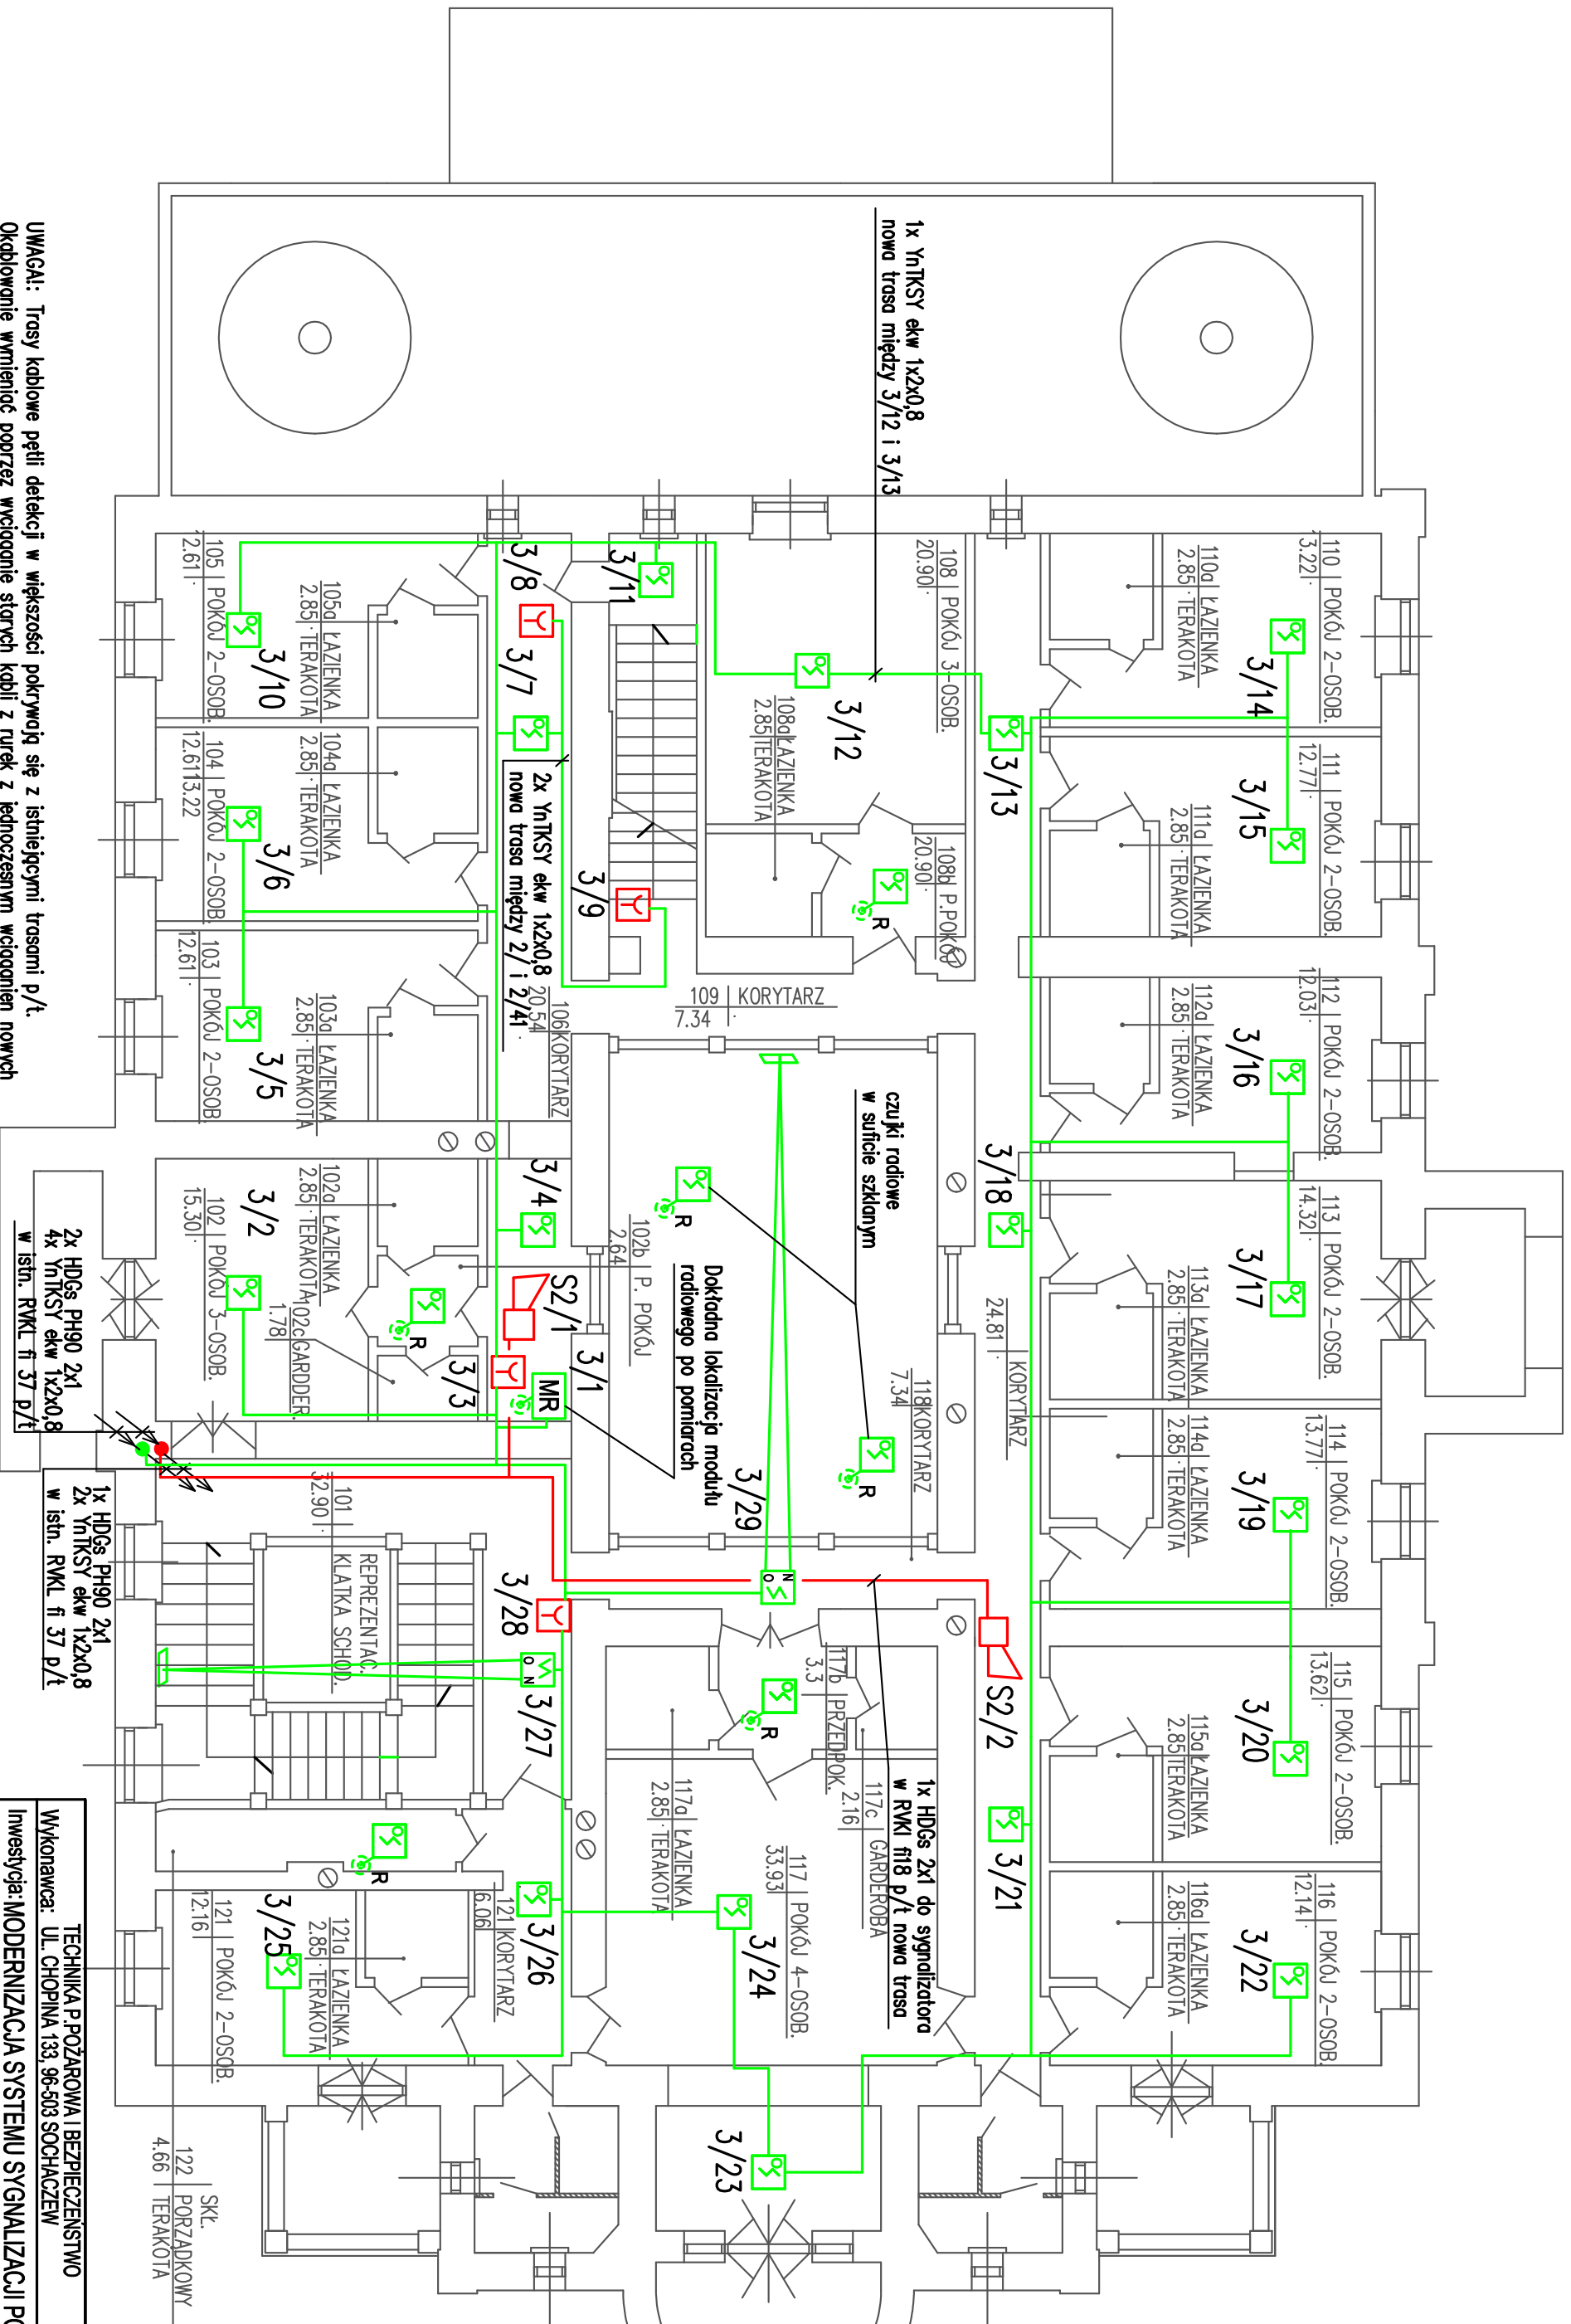 1x YnTKSY ekw 1x2x0,8
nowa trasa między 3/12 i 3/13
110 | POKÓJ 2-OSOB.
3.22
110a ŁAZIENKA
2.85 TERAKOTA
3/14
111 | POKÓJ 2-OSOB.
12.77
111a | ŁAZIENKA
2.85 TERAKOTA
3/15
112 | POKÓJ 2-OSOB.
12.03
112a | ŁAZIENKA
2.85 TERAKOTA
3/16
113 | POKÓJ 2-OSOB.
14.32
113a | ŁAZIENKA
2.85 TERAKOTA
3/17
114 | POKÓJ 2-OSOB.
13.77
114a | ŁAZIENKA
2.85 TERAKOTA
3/19
115 | POKÓJ 2-OSOB.
13.62
115a ŁAZIENKA
2.85 TERAKOTA
3/20
116 | POKÓJ 2-OSOB.
12.14
116a | ŁAZIENKA
2.85 TERAKOTA
3/22
3/13
3/18
KORYTARZ
24.81
S2/2
3/21
108 | POKÓJ 3-OSOB.
20.90
108a ŁAZIENKA
2.85 TERAKOTA
3/12
108b P.POKÓJ
20.90
R
109 | KORYTARZ
7.34
czujki radiowe
w suficie szklanym
R
R
118 KORYTARZ
7.34
3/29
O N
Dokładna lokalizacja modułu
radiowego po pomiarach
117b | PRZEDPOK.
3.3
R
117c | GARDEROBA
2.16
1x HDGs 2x1 do sygnalizatora
w RVKl fi18 p/t nowa trasa
117a | ŁAZIENKA
2.85 TERAKOTA
117 | POKÓJ 4-OSOB.
33.93
3/24
3/23
3/11
3/8
3/7
3/9
2x YnTKSY ekw 1x2x0,8
nowa trasa między 2/ i 2/41
106 KORYTARZ
20.54
3/4
102b P. POKÓJ
2.64
S2/1
3/1
MR
3/3
3/28
3/27
O N
3/26
121 KORYTARZ
6.06
105 | POKÓJ 2-OSOB.
2.61
105a ŁAZIENKA
2.85 TERAKOTA
3/10
104 | POKÓJ 2-OSOB.
12.61 13.22
104a ŁAZIENKA
2.85 TERAKOTA
3/6
103 | POKÓJ 2-OSOB.
12.61
103a ŁAZIENKA
2.85 TERAKOTA
3/5
102 | POKÓJ 3-OSOB.
15.30
102a ŁAZIENKA
2.85 TERAKOTA
3/2
102c GARDDER.
1.78
R
101 | REPREZENTAC.
32.90 KLATKA SCHOD.
R
121a ŁAZIENKA
2.85 TERAKOTA
121 | POKÓJ 2-OSOB.
12.16
3/25
SKŁ.
122 | PORZĄDKOWY
4.66 | TERAKOTA
2x HDGs PH90 2x1
4x YnTKSY ekw 1x2x0,8
w istn. RVKL fi 37 p/t
1x HDGs PH90 2x1
2x YnTKSY ekw 1x2x0,8
w istn. RVKL fi 37 p/t
UWAGA!: Trasy kablowe pętli detekcji w większości pokrywają się z istniejącymi trasami p/t.
Okablowanie wymieniać poprzez wyciąganie starych kabli z rurek z jednoczesnym wciąganien nowych
TECHNIKA P.POŻAROWA I BEZPIECZEŃSTWO
Wykonawca: UL. CHOPINA 133, 96-503 SOCHACZEW
Inwestycja: MODERNIZACJA SYSTEMU SYGNALIZACJI